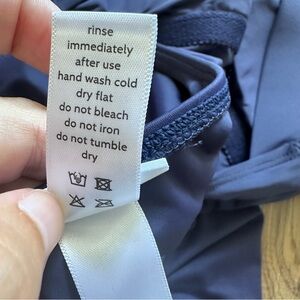 rinse
immediately
after use
hand wash cold
dry flat
do not bleach
do not iron
do not tumble
dry